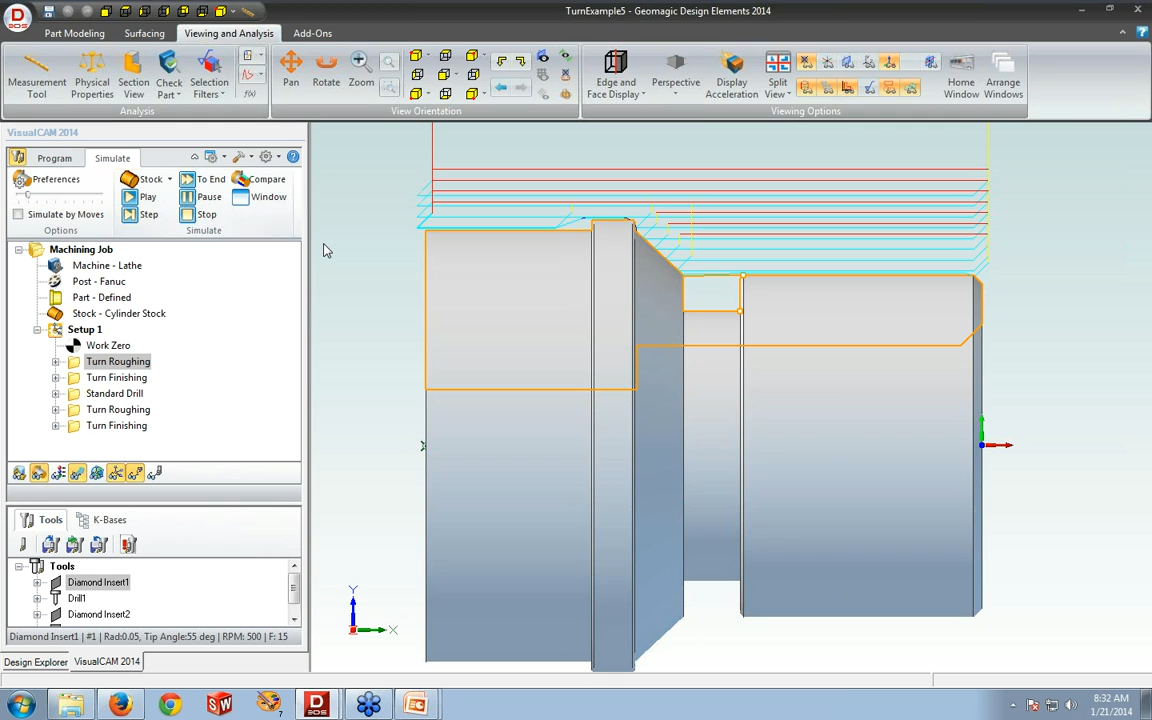 TurnExample5 - Geomagic Design Elements 2014
Part Modeling
Surfacing
Viewing and Analysis
Add-Ons
Measurement Tool
Physical Properties
Section View
Check Part
Selection Filters
f(x)
Analysis
Pan
Rotate
Zoom
View Orientation
Edge and Face Display
Perspective
Display Acceleration
Split View
Home Window
Arrange Windows
Viewing Options
VisualCAM 2014
Program
Simulate
Preferences
Simulate by Moves
Options
Stock
Play
Step
To End
Pause
Stop
Compare
Window
Simulate
Machining Job
Machine - Lathe
Post - Fanuc
Part - Defined
Stock - Cylinder Stock
Setup 1
Work Zero
Turn Roughing
Turn Finishing
Standard Drill
Turn Roughing
Turn Finishing
Tools
K-Bases
Tools
Diamond Insert1
Drill1
Diamond Insert2
Diamond Insert1 | #1 | Rad:0.05, Tip Angle:55 deg | RPM: 500 | F: 15
Design Explorer
VisualCAM 2014
Y
X
8:32 AM
1/21/2014